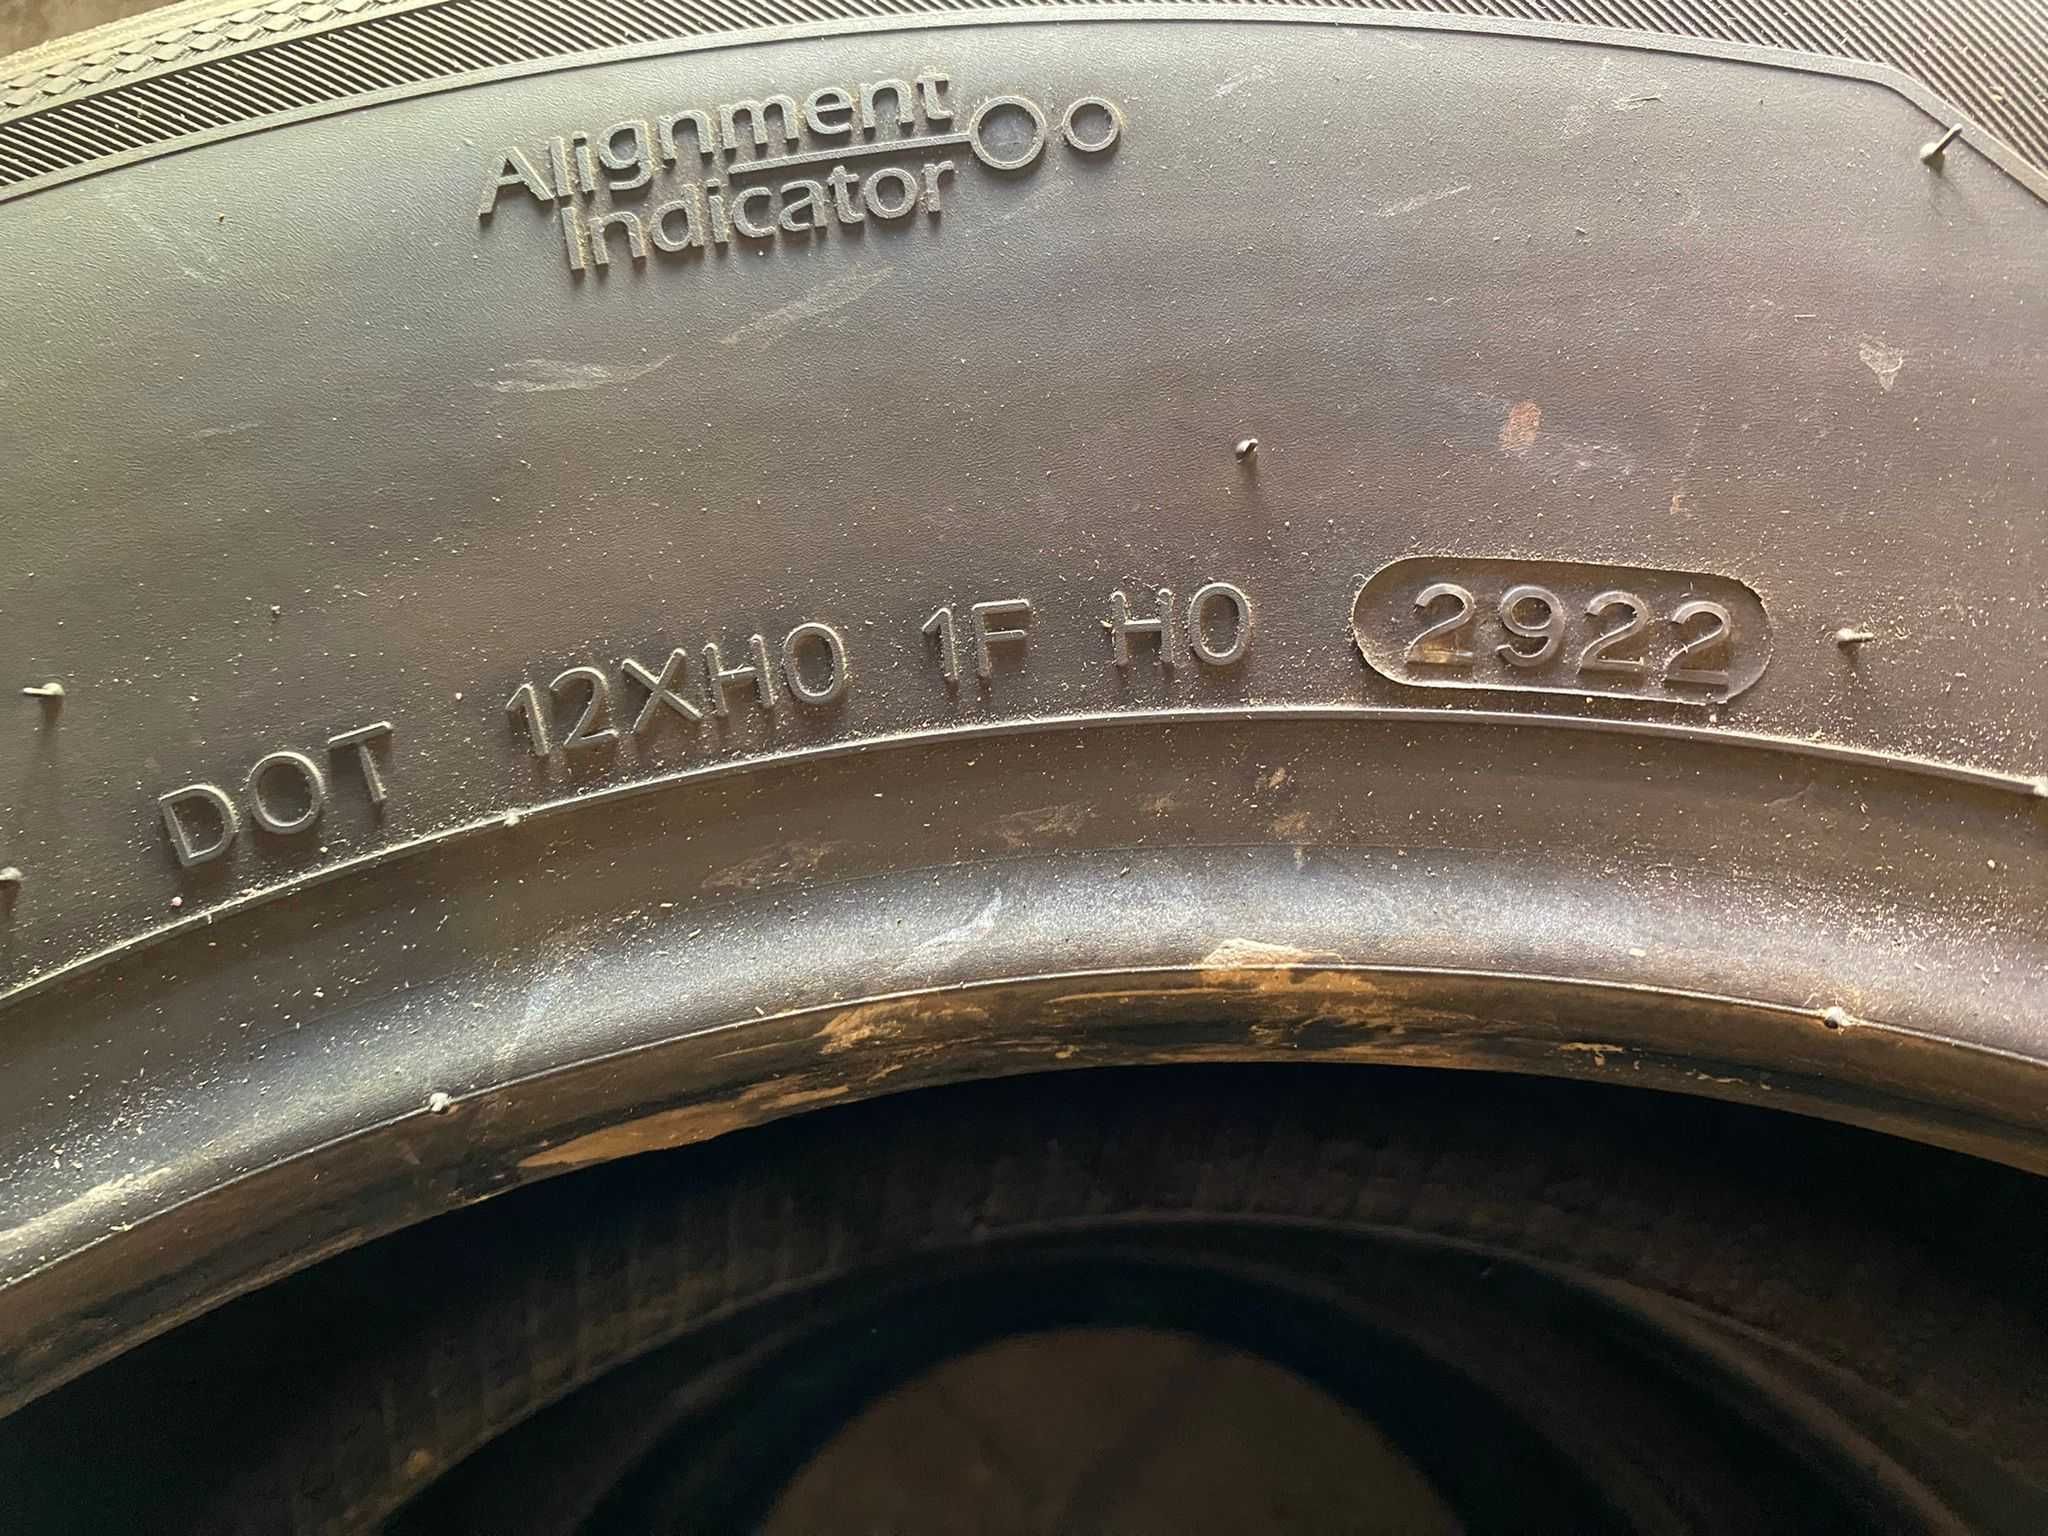 Alignment
Indicator
DOT 12XH0 1F H0 2922